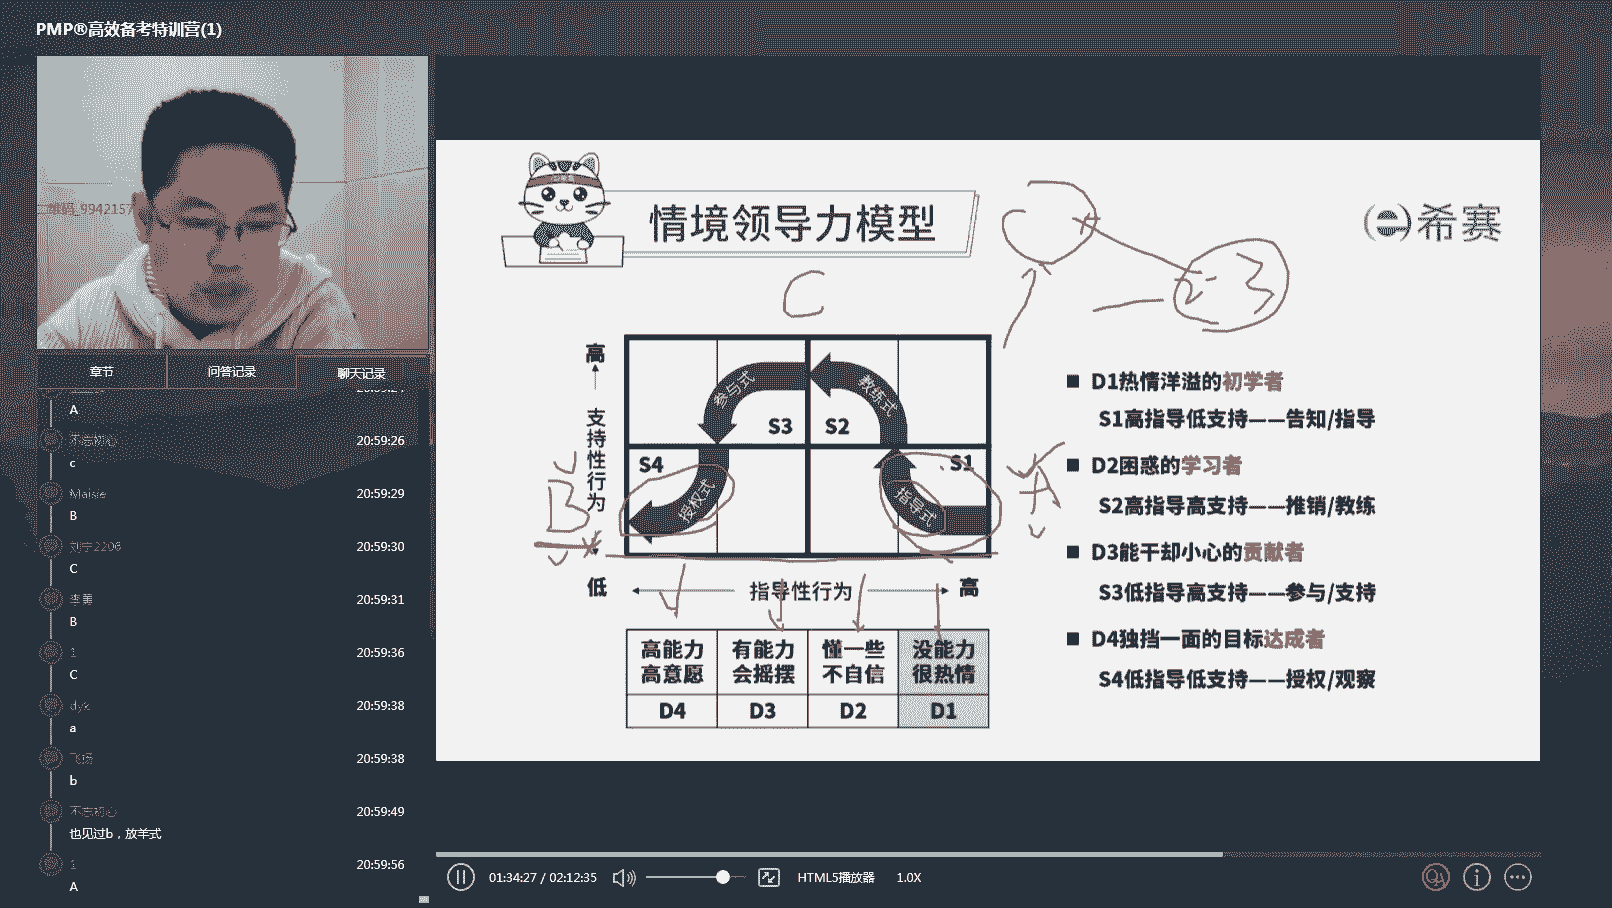 PMP®高效备考特训营(1)
9942157
章节
问答记录
聊天记录
A
不忘初心
20:59:26
c
Maisie
20:59:29
B
刘宁2206
20:59:30
C
李菁
20:59:31
B
1
20:59:36
C
20:59:38
a
飞扬
20:59:38
b
不忘初心
20:59:49
也见过b，放羊式
1
20:59:56
A
情境领导力模型
希赛
C
2 3
高
支持性行为
低
参与式
教练式
S3
S2
S4
S1
授权式
指导式
B
A
指导性行为
高
高能力
高意愿
有能力
会摇摆
懂一些
不自信
没能力
很热情
D4
D3
D2
D1
D1热情洋溢的初学者
S1高指导低支持——告知/指导
D2困惑的学习者
S2高指导高支持——推销/教练
D3能干却小心的贡献者
S3低指导高支持——参与/支持
D4独挡一面的目标达成者
S4低指导低支持——授权/观察
01:34:27 / 02:12:35
HTML5播放器
1.0X